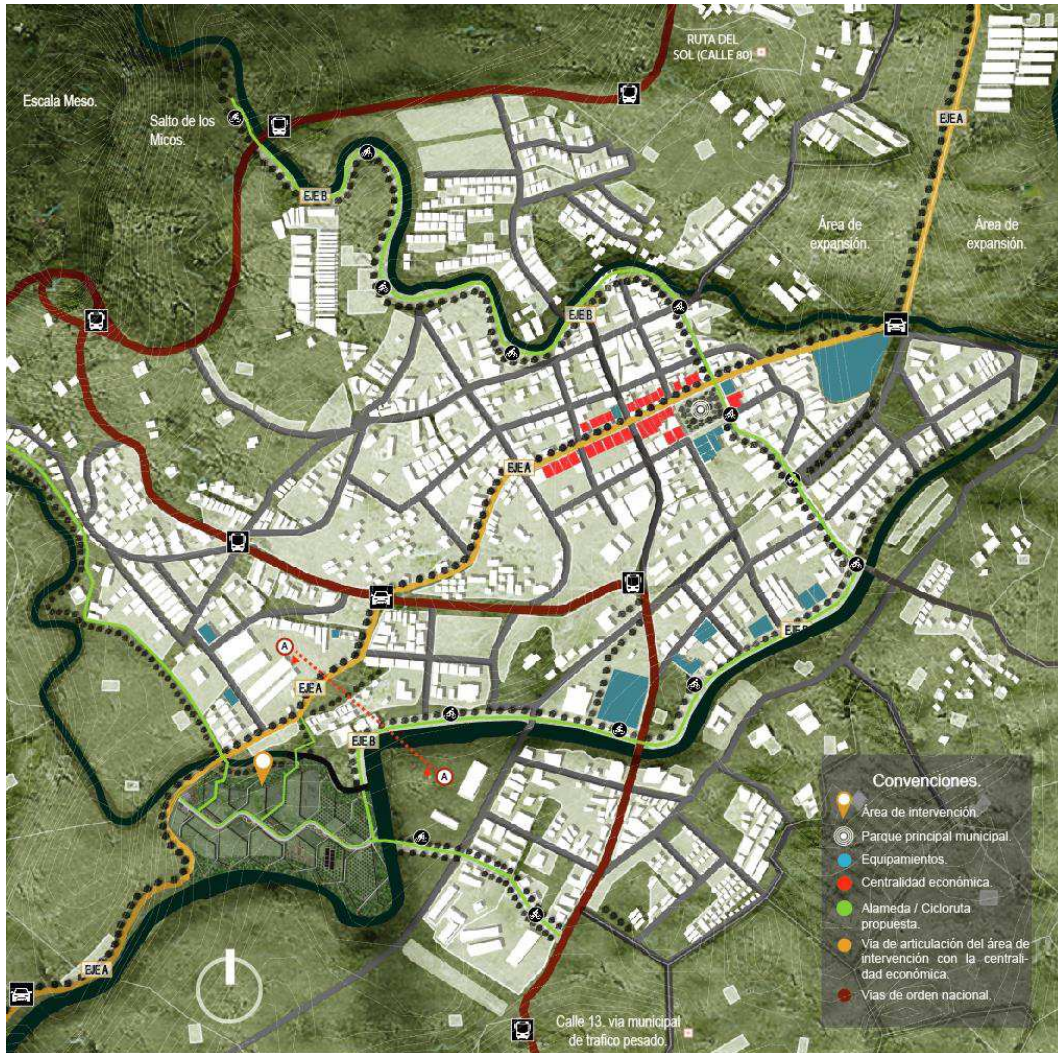 RUTA DEL
SOL (CALLE 80)
Escala Meso.
Salto de los
Micos.
EJE A
EJE B
Área de
expansión.
Área de
expansión.
EJE B
EJE A
A
EJE B
EJE A
EJE B
A
EJE A
Convenciones.
Área de intervención.
Parque principal municipal.
Equipamientos.
Centralidad económica.
Alameda / Cicloruta
propuesta.
Via de articulación del área de
intervención con la centrali-
dad económica.
Vias de orden nacional.
Calle 13. via municipal
de trafico pesado.